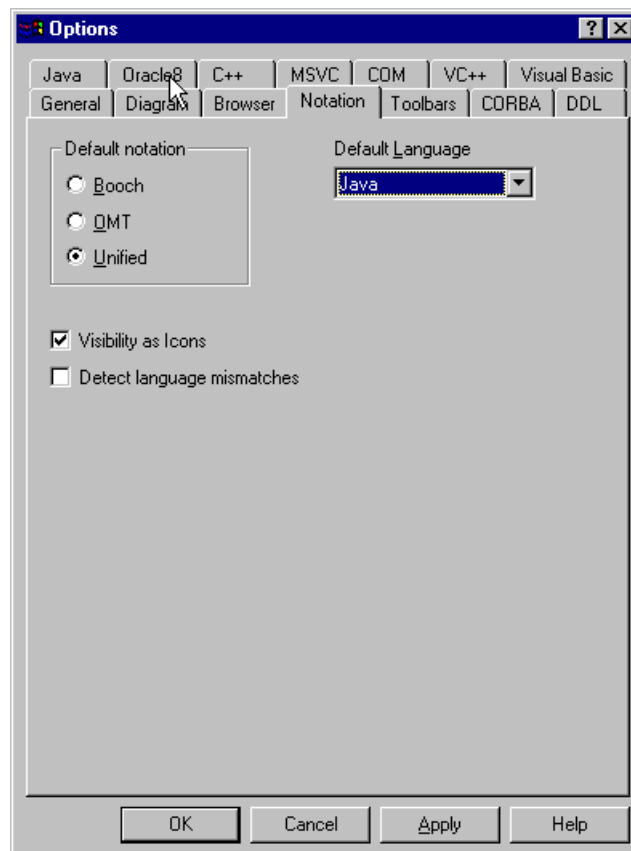 Options
Java Oracle8 C++ MSVC COM VC++ Visual Basic
General Diagram Browser Notation Toolbars CORBA DDL
Default notation Default Language
Booch Java
OMT
Unified
Visibility as Icons
Detect language mismatches
OK Cancel Apply Help